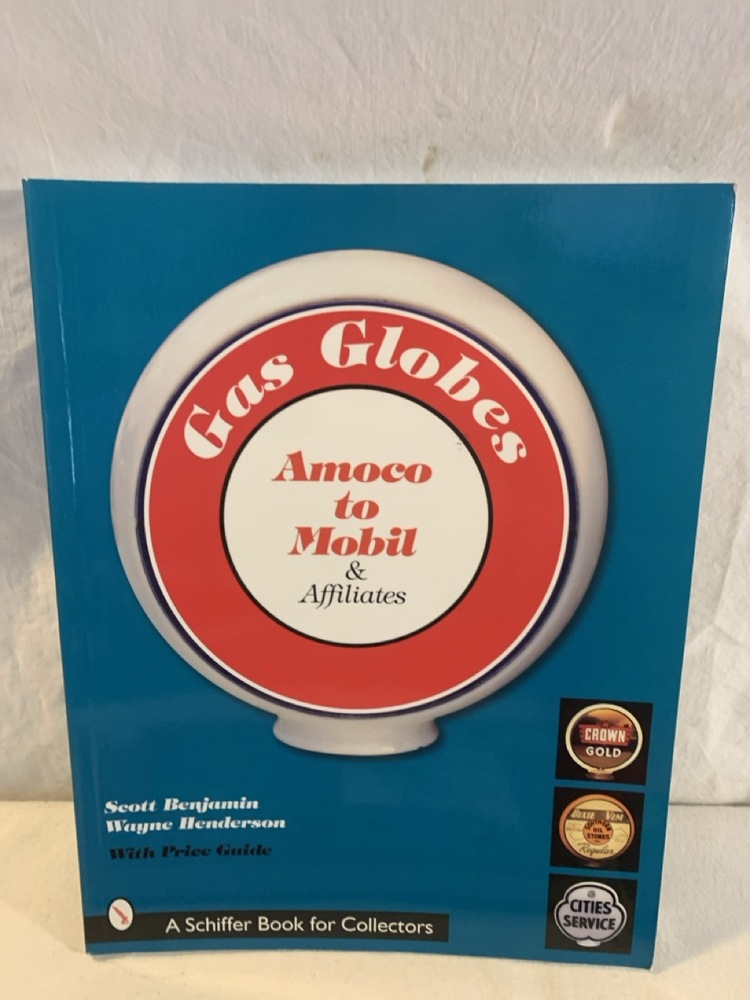 Gas Globes
Amoco
to
Mobil
&
Affiliates
CROWN
GOLD
Scott Benjamin
Wayne Henderson
With Price Guide
DIXIE VIM
SOUTHERN
OIL
STORES
Regular
CITIES
SERVICE
A Schiffer Book for Collectors